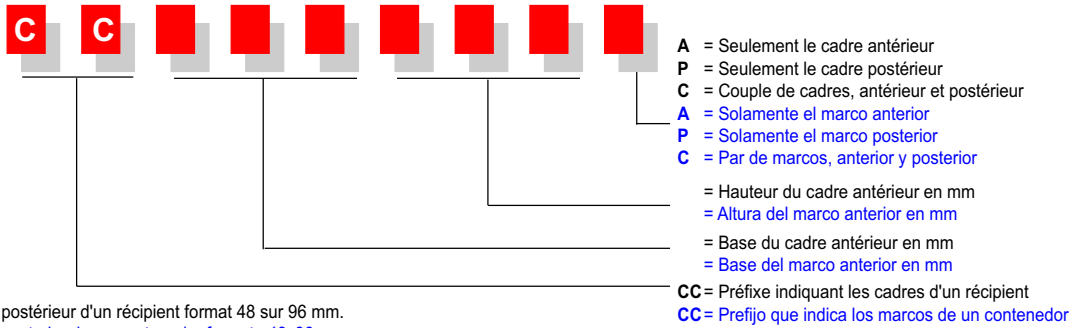 C C
A = Seulement le cadre antérieur
P = Seulement le cadre postérieur
C = Couple de cadres, antérieur et postérieur
A = Solamente el marco anterior
P = Solamente el marco posterior
C = Par de marcos, anterior y posterior
= Hauteur du cadre antérieur en mm
= Altura del marco anterior en mm
= Base du cadre antérieur en mm
= Base del marco anterior en mm
CC= Préfixe indiquant les cadres d'un récipient
CC= Prefijo que indica los marcos de un contenedor
postérieur d'un récipient format 48 sur 96 mm.